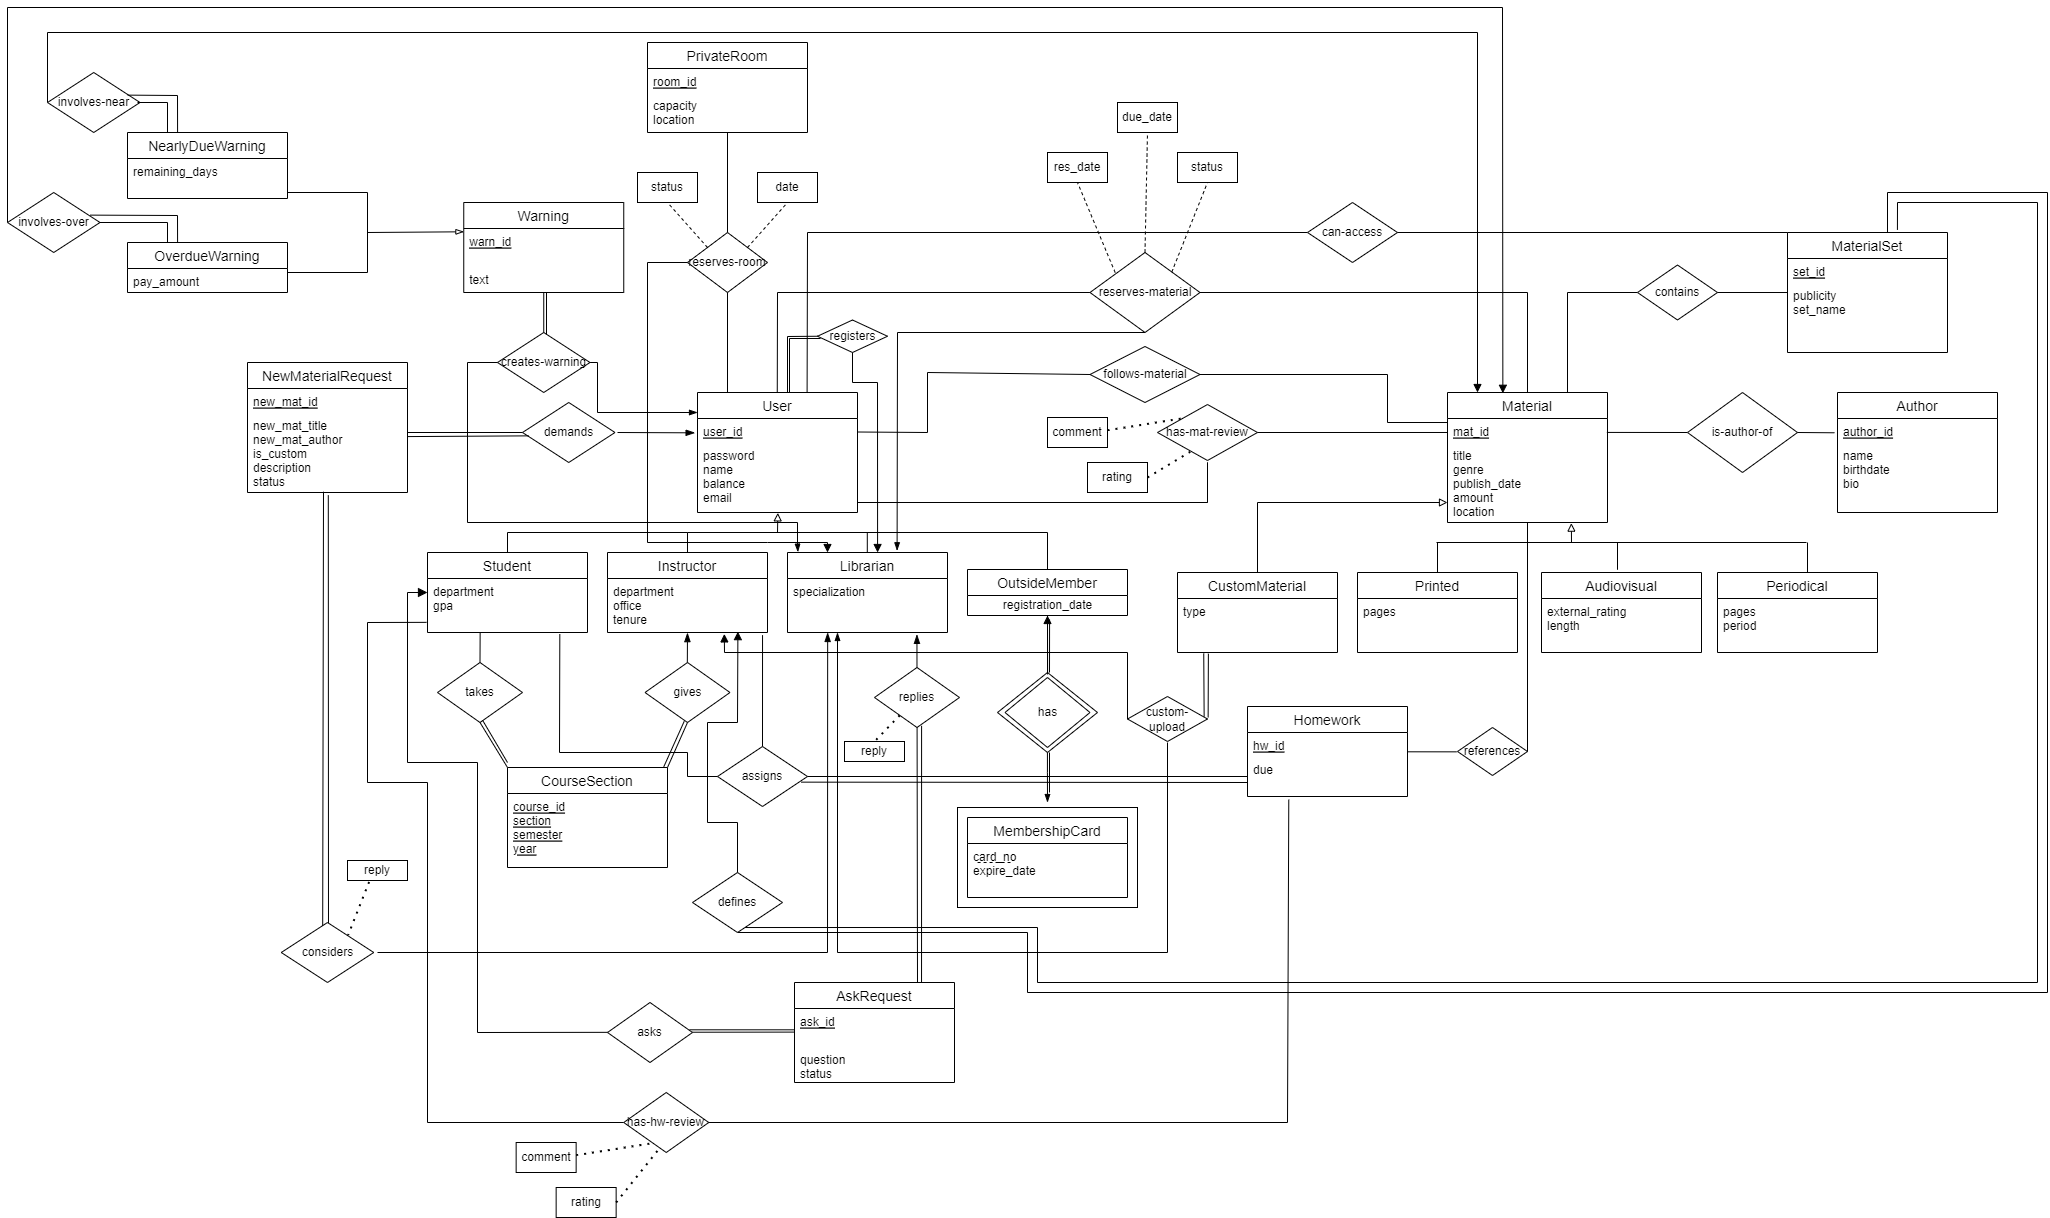 PrivateRoom
room_id
capacity
location
involves-near
NearlyDueWarning
remaining_days
due_date
res_date
status
status
date
involves-over
OverdueWarning
pay_amount
Warning
warn_id
text
reserves-room
can-access
MaterialSet
set_id
publicity
set_name
reserves-material
contains
registers
creates-warning
follows-material
NewMaterialRequest
new_mat_id
new_mat_title
new_mat_author
is_custom
description
status
demands
User
user_id
password
name
balance
email
comment
has-mat-review
rating
Material
mat_id
title
genre
publish_date
amount
location
is-author-of
Author
author_id
name
birthdate
bio
Student
department
gpa
Instructor
department
office
tenure
Librarian
specialization
OutsideMember
registration_date
CustomMaterial
type
Printed
pages
Audiovisual
external_rating
length
Periodical
pages
period
takes
gives
replies
reply
has
custom-
upload
Homework
hw_id
due
references
assigns
CourseSection
course_id
section
semester
year
MembershipCard
card_no
expire_date
reply
defines
considers
AskRequest
ask_id
question
status
asks
has-hw-review
comment
rating